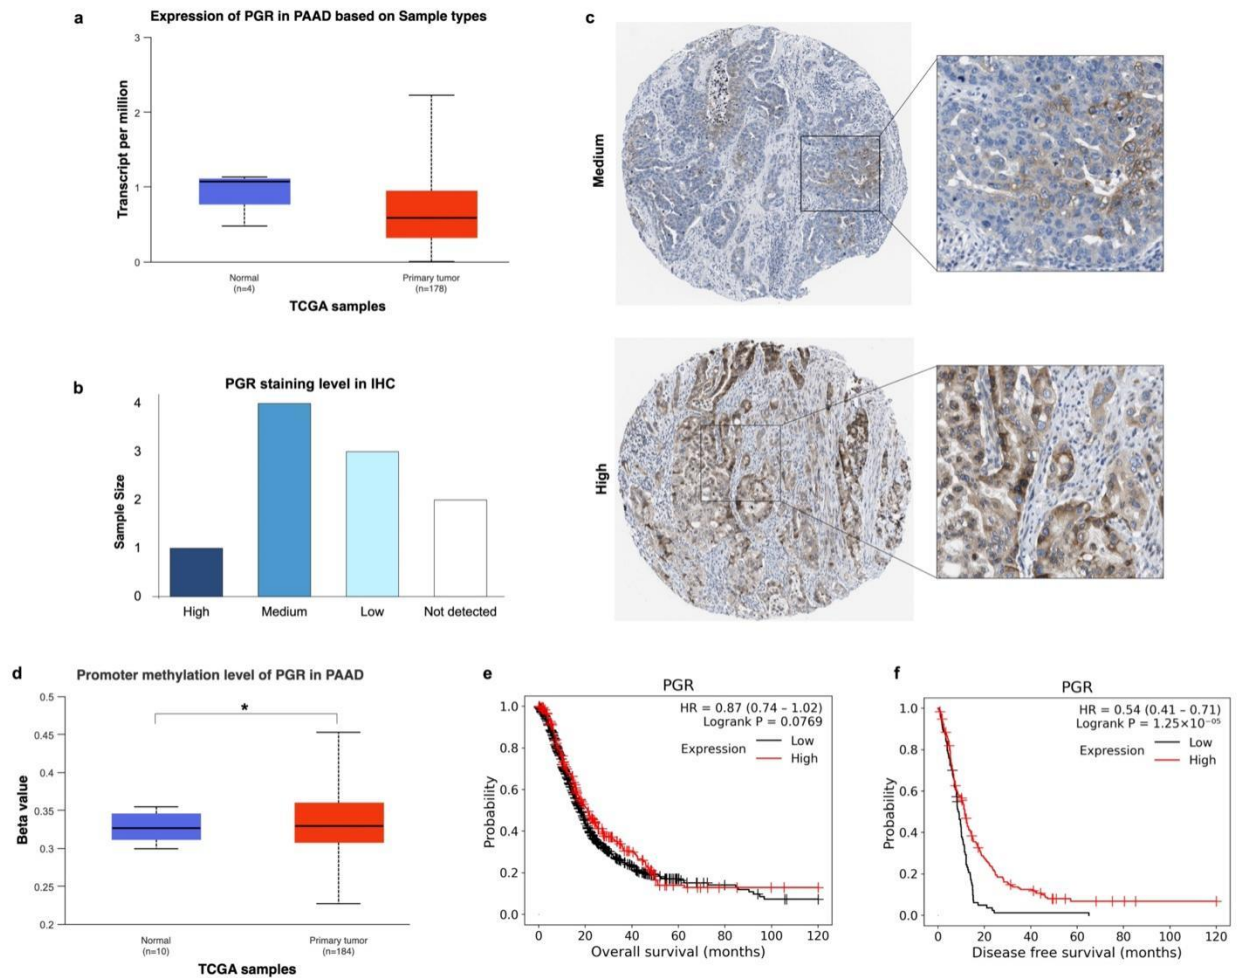 a
Expression of PGR in PAAD based on Sample types
3
2
1
0
Transcript per million
Normal
(n=4)
Primary tumor
(n=178)
TCGA samples
b
PGR staining level in IHC
4
3
2
1
0
Sample Size
High
Medium
Low
Not detected
c
Medium
High
d
Promoter methylation level of PGR in PAAD
0.5
0.45
0.4
0.35
0.3
0.25
0.2
Beta value
*
Normal
(n=10)
Primary tumor
(n=184)
TCGA samples
e
PGR
HR = 0.87 (0.74 – 1.02)
Logrank P = 0.0769
Expression
Low
High
1.0
0.8
0.6
0.4
0.2
0.0
Probability
0 20 40 60 80 100 120
Overall survival (months)
f
PGR
HR = 0.54 (0.41 – 0.71)
Logrank P = 1.25×10⁻⁰⁵
Expression
Low
High
1.0
0.8
0.6
0.4
0.2
0.0
Probability
0 20 40 60 80 100 120
Disease free survival (months)